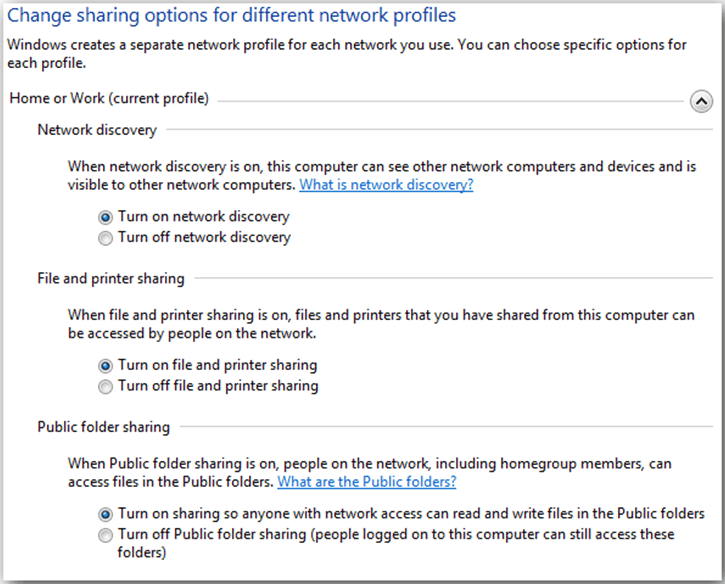 Change sharing options for different network profiles
Windows creates a separate network profile for each network you use. You can choose specific options for
each profile.
Home or Work (current profile)
Network discovery
When network discovery is on, this computer can see other network computers and devices and is
visible to other network computers. What is network discovery?
Turn on network discovery
Turn off network discovery
File and printer sharing
When file and printer sharing is on, files and printers that you have shared from this computer can
be accessed by people on the network.
Turn on file and printer sharing
Turn off file and printer sharing
Public folder sharing
When Public folder sharing is on, people on the network, including homegroup members, can
access files in the Public folders. What are the Public folders?
Turn on sharing so anyone with network access can read and write files in the Public folders
Turn off Public folder sharing (people logged on to this computer can still access these
folders)